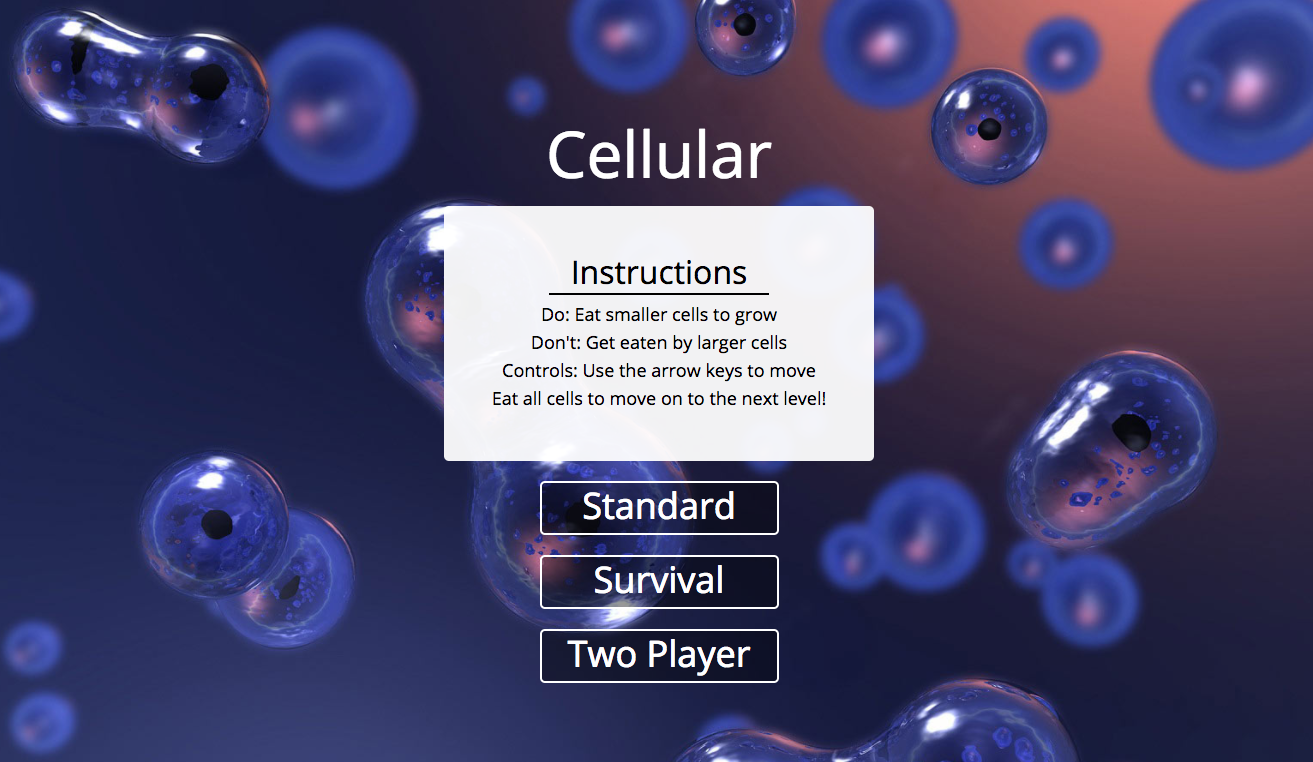 Cellular
Instructions
Do: Eat smaller cells to grow
Don't: Get eaten by larger cells
Controls: Use the arrow keys to move
Eat all cells to move on to the next level!
Standard
Survival
Two Player